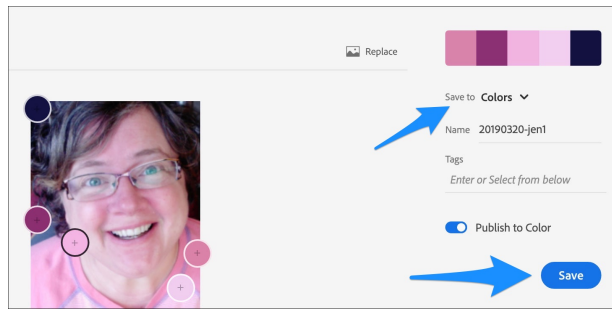 Replace
Save to Colors
Name 20190320-jen1
Tags
Enter or Select from below
Publish to Color
Save